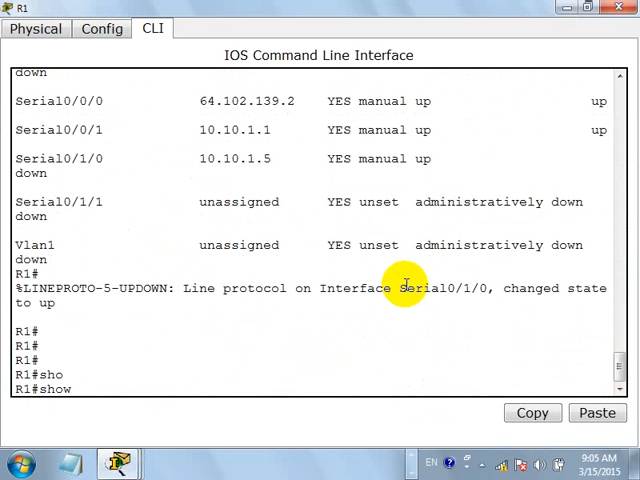 R1
Physical Config CLI
IOS Command Line Interface
down
Serial0/0/0 64.102.139.2 YES manual up up
Serial0/0/1 10.10.1.1 YES manual up up
Serial0/1/0 10.10.1.5 YES manual up
down
Serial0/1/1 unassigned YES unset administratively down
down
Vlan1 unassigned YES unset administratively down
down
R1#
%LINEPROTO-5-UPDOWN: Line protocol on Interface Serial0/1/0, changed state
to up
R1#
R1#
R1#
R1#sho
R1#show
Copy Paste
EN 9:05 AM
3/15/2015